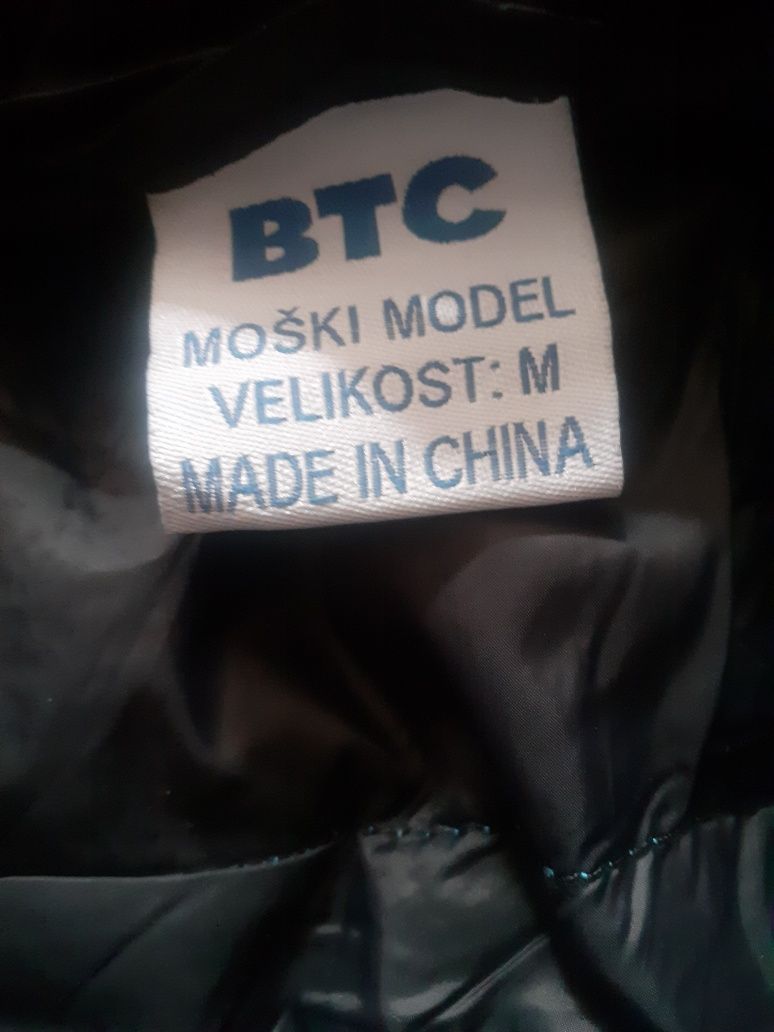 BTC
MOŠKI MODEL
VELIKOST: M
MADE IN CHINA